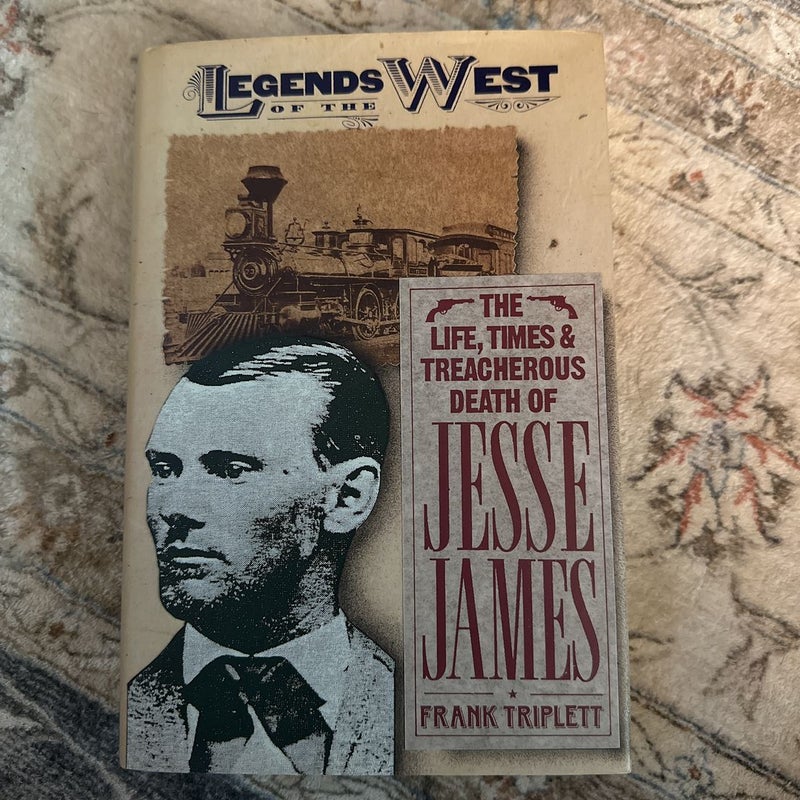 LEGENDS OF THE WEST
THE
LIFE, TIMES &
TREACHEROUS
DEATH OF
JESSE
JAMES
FRANK TRIPLETT